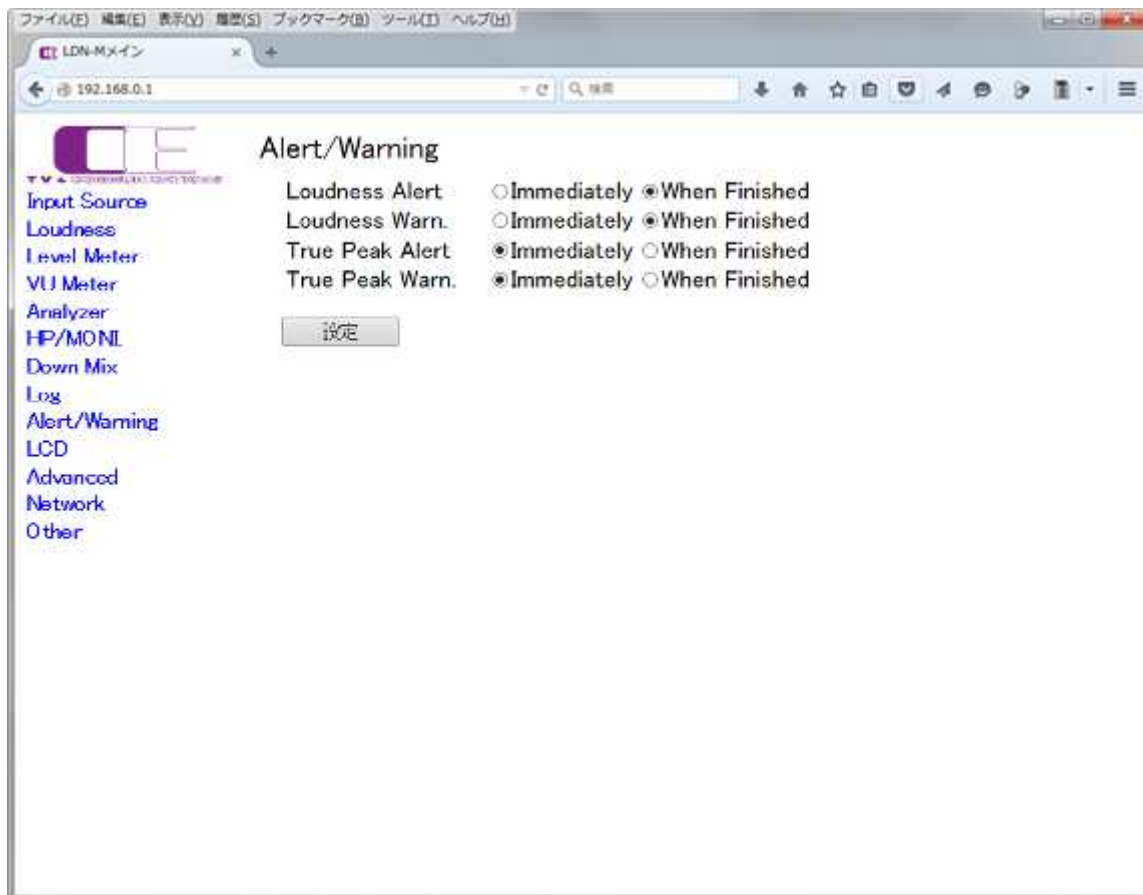 ファイル(F) 編集(E) 表示(V) 履歴(S) ブックマーク(B) ツール(T) ヘルプ(H)
LDN-Mメイン
192.168.0.1
検索
Alert/Warning
Loudness Alert ○Immediately ◉When Finished
Loudness Warn. ○Immediately ◉When Finished
True Peak Alert ◉Immediately ○When Finished
True Peak Warn. ◉Immediately ○When Finished
設定
Input Source
Loudness
Level Meter
VU Meter
Analyzer
HP/MONI.
Down Mix
Log
Alert/Warning
LCD
Advanced
Network
Other